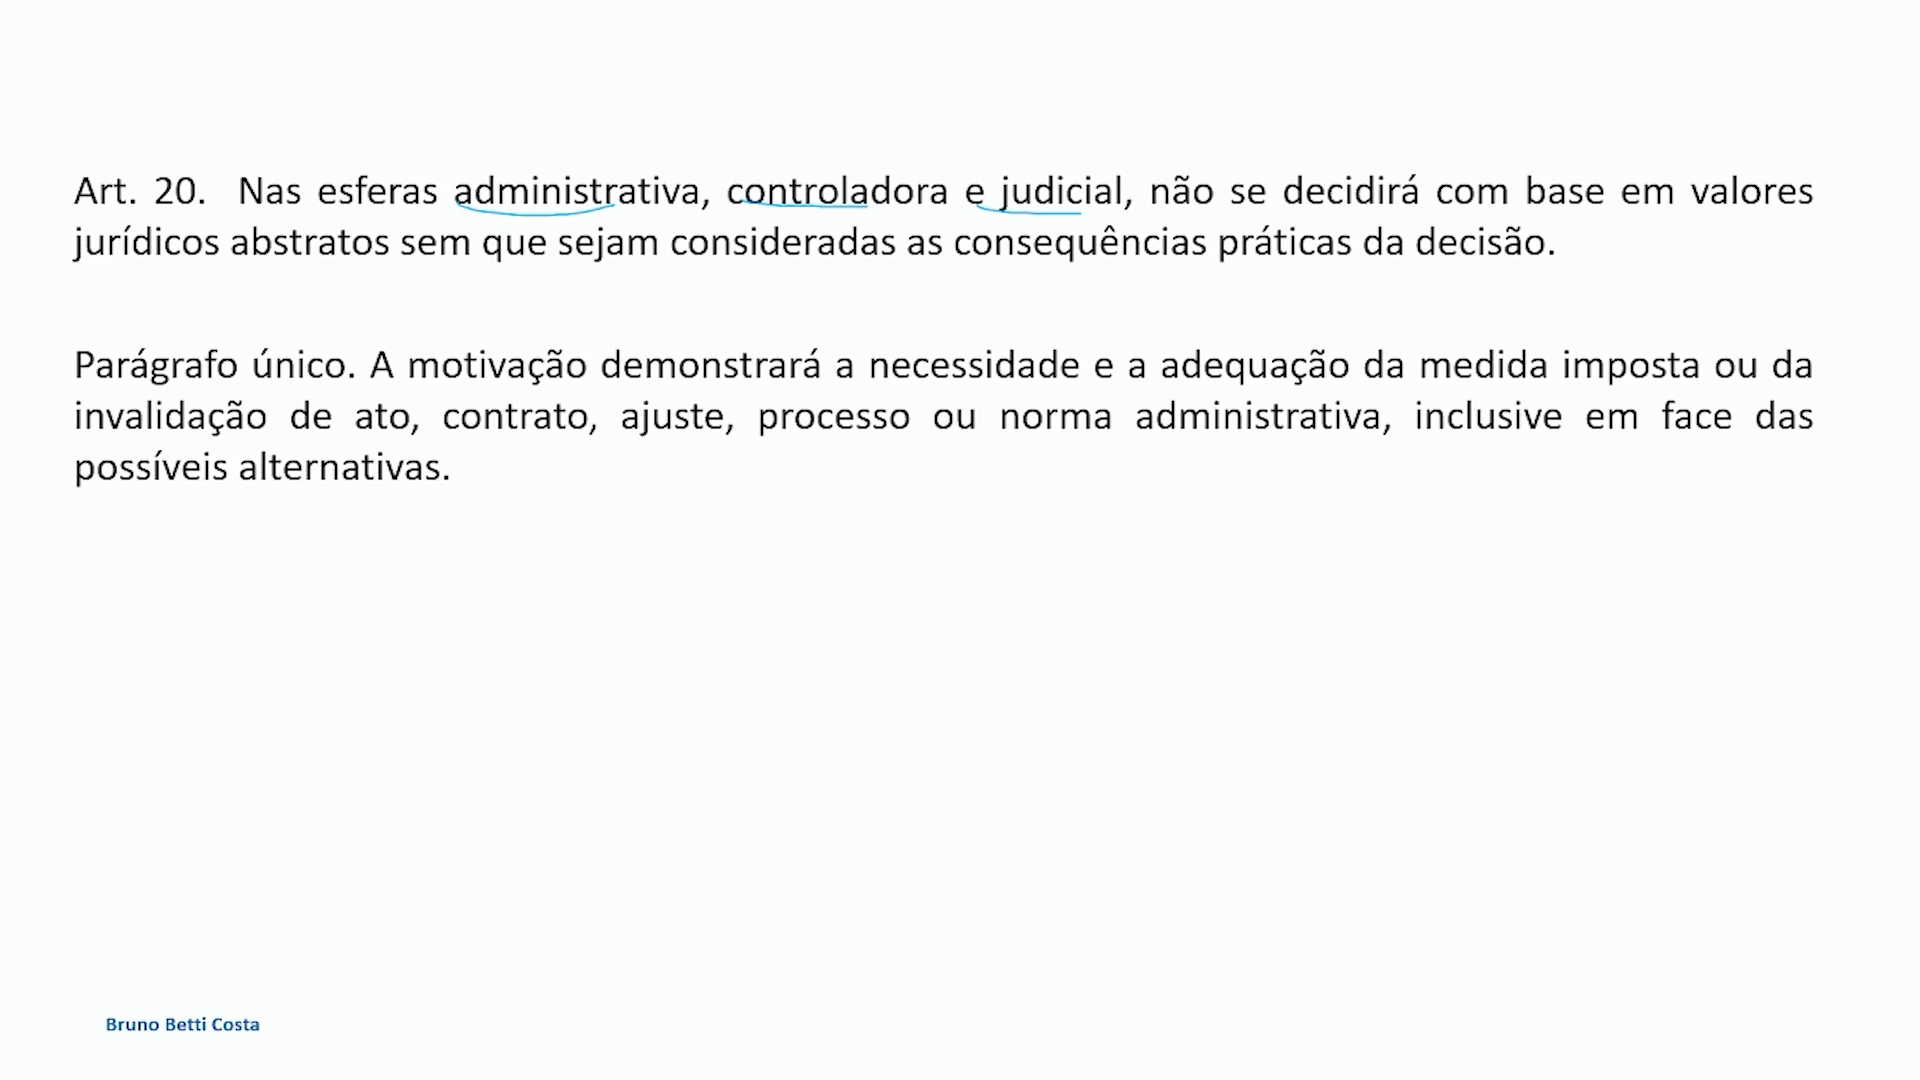 Art. 20. Nas esferas administrativa, controladora e judicial, não se decidirá com base em valores
jurídicos abstratos sem que sejam consideradas as consequências práticas da decisão.
Parágrafo único. A motivação demonstrará a necessidade e a adequação da medida imposta ou da
invalidação de ato, contrato, ajuste, processo ou norma administrativa, inclusive em face das
possíveis alternativas.
Bruno Betti Costa